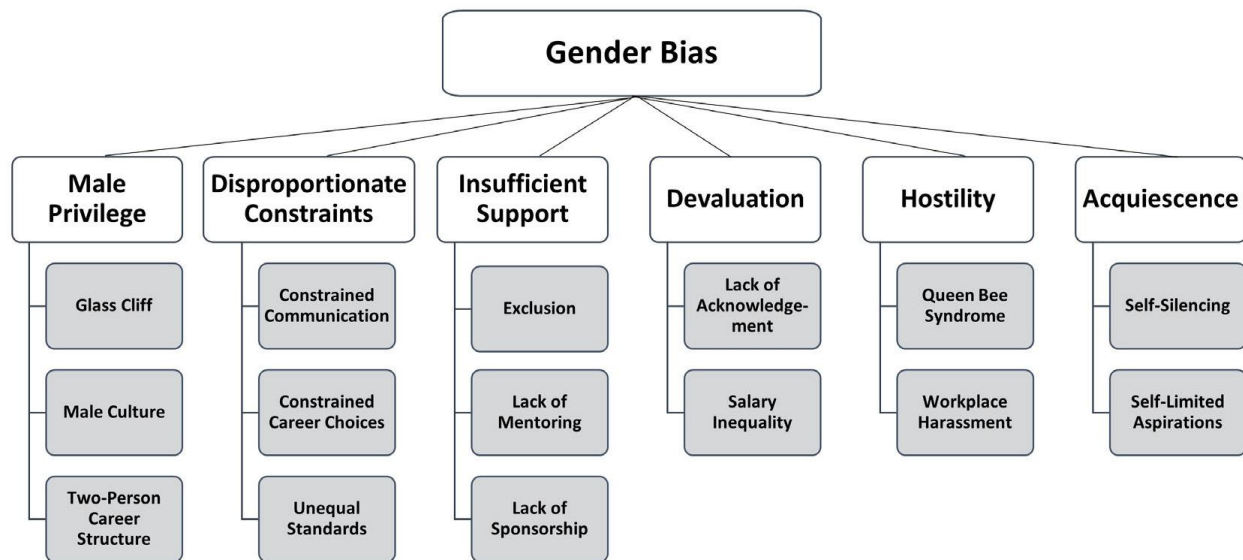 Gender Bias
Male
Privilege
Disproportionate
Constraints
Insufficient
Support
Devaluation
Hostility
Acquiescence
Glass Cliff
Male Culture
Two-Person
Career
Structure
Constrained
Communication
Constrained
Career Choices
Unequal
Standards
Exclusion
Lack of
Mentoring
Lack of
Sponsorship
Lack of
Acknowledge-
ment
Salary
Inequality
Queen Bee
Syndrome
Workplace
Harassment
Self-Silencing
Self-Limited
Aspirations